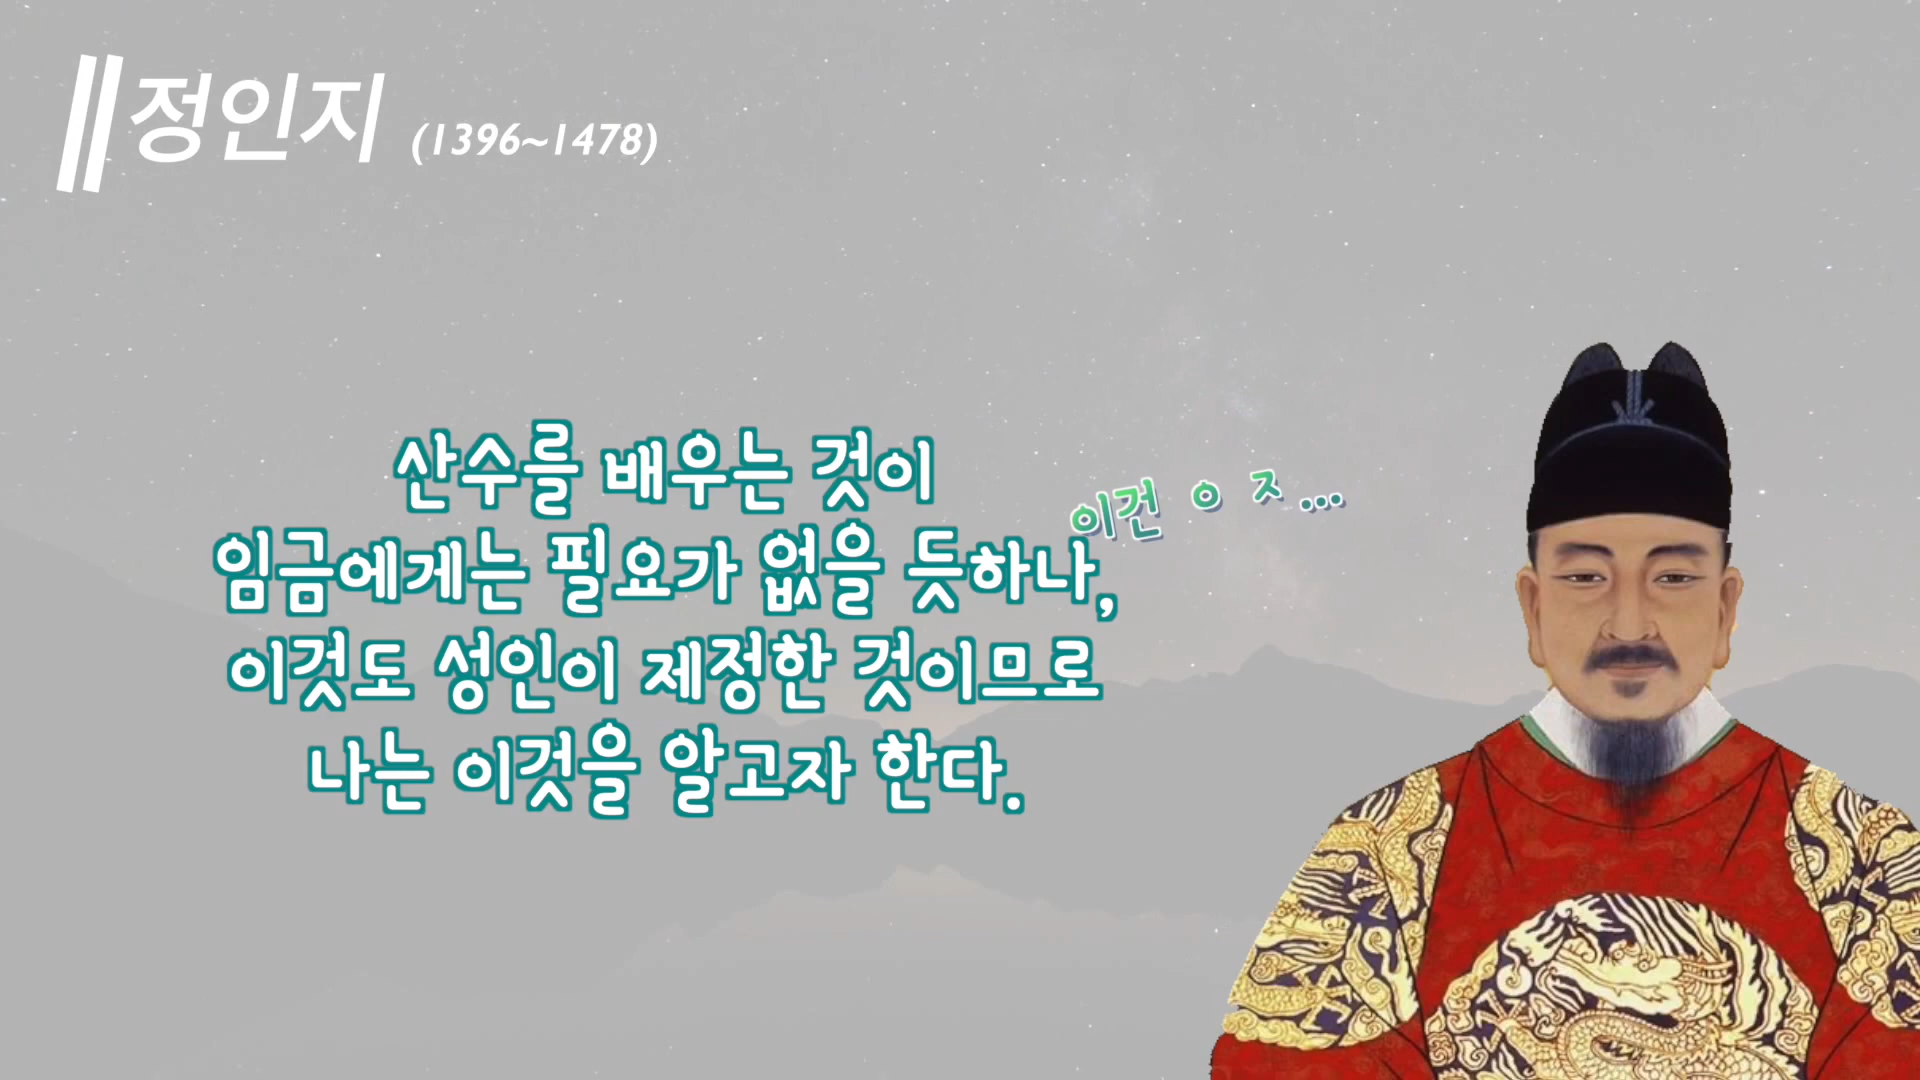 정인지 (1396~1478)
산수를 배우는 것이
이건 ㅇ ㅈ ...
임금에게는 필요가 없을 듯하나,
이것도 성인이 제정한 것이므로
나는 이것을 알고자 한다.